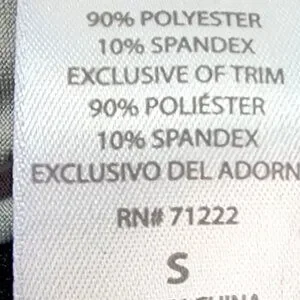 90% POLYESTER
10% SPANDEX
EXCLUSIVE OF TRIM
90% POLIÉSTER
10% SPANDEX
EXCLUSIVO DEL ADORN
RN# 71222
S